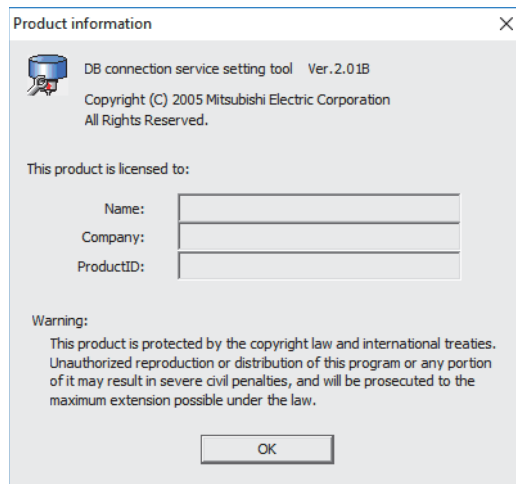 Product information
DB connection service setting tool Ver.2.01B
Copyright (C) 2005 Mitsubishi Electric Corporation
All Rights Reserved.
This product is licensed to:
Name:
Company:
ProductID:
Warning:
This product is protected by the copyright law and international treaties.
Unauthorized reproduction or distribution of this program or any portion
of it may result in severe civil penalties, and will be prosecuted to the
maximum extension possible under the law.
OK